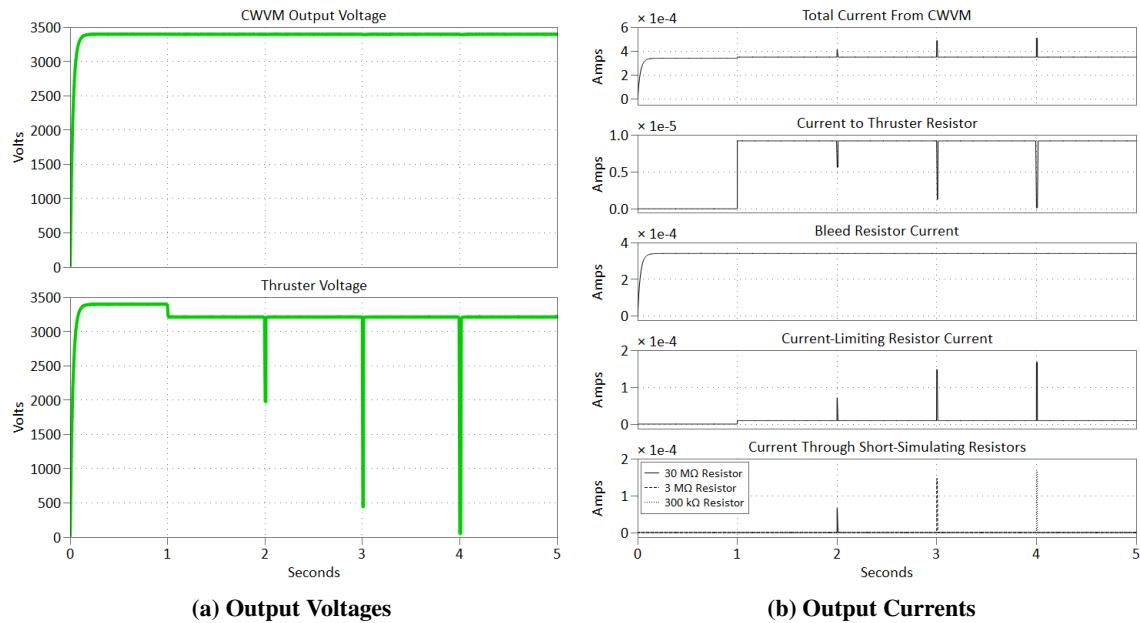 CWVM Output Voltage
3500
3000
2500
2000
1500
1000
500
0
Volts
Thruster Voltage
3500
3000
2500
2000
1500
1000
500
0
Volts
0 1 2 3 4 5
Seconds
(a) Output Voltages
Total Current From CWVM
× 1e-4
6
4
2
0
Amps
Current to Thruster Resistor
× 1e-5
1.0
0.5
0.0
Amps
Bleed Resistor Current
× 1e-4
4
2
0
Amps
Current-Limiting Resistor Current
× 1e-4
2
1
0
Amps
Current Through Short-Simulating Resistors
× 1e-4
2
1
0
Amps
30 MΩ Resistor
3 MΩ Resistor
300 kΩ Resistor
0 1 2 3 4 5
Seconds
(b) Output Currents